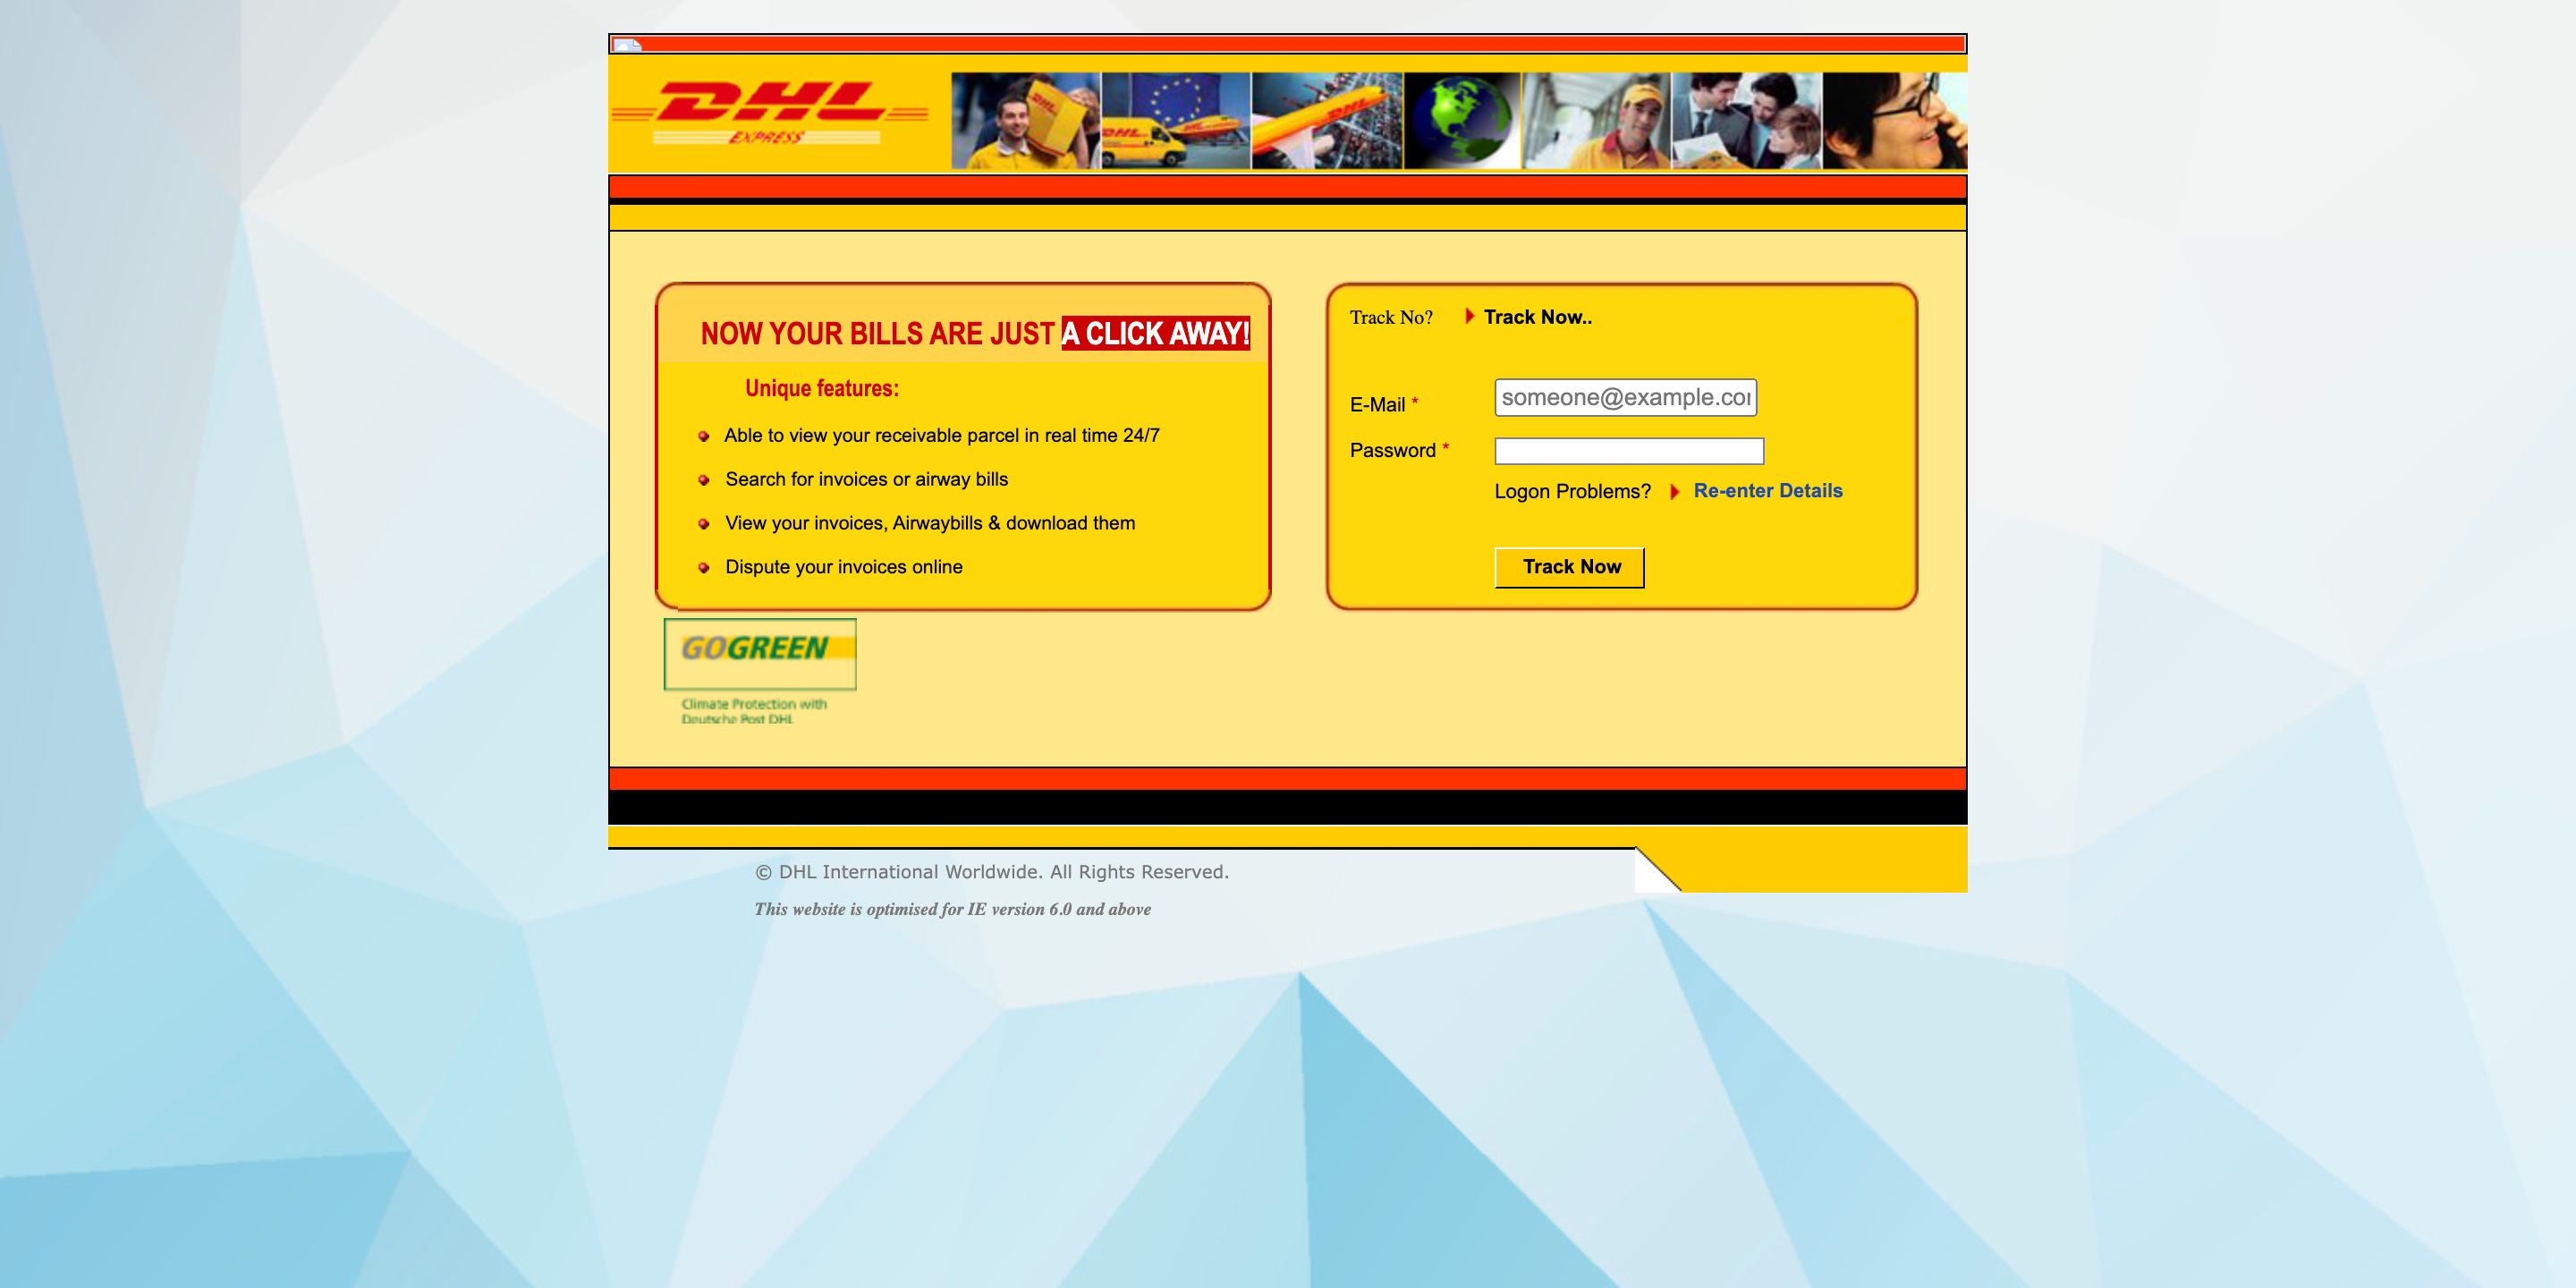 DHL
EXPRESS
NOW YOUR BILLS ARE JUST A CLICK AWAY!
Unique features:
Able to view your receivable parcel in real time 24/7
Search for invoices or airway bills
View your invoices, Airwaybills & download them
Dispute your invoices online
Track No? Track Now..
E-Mail * someone@example.co
Password *
Logon Problems? Re-enter Details
Track Now
GOGREEN
Climate Protection with
Deutsche Post DHL
© DHL International Worldwide. All Rights Reserved.
This website is optimised for IE version 6.0 and above